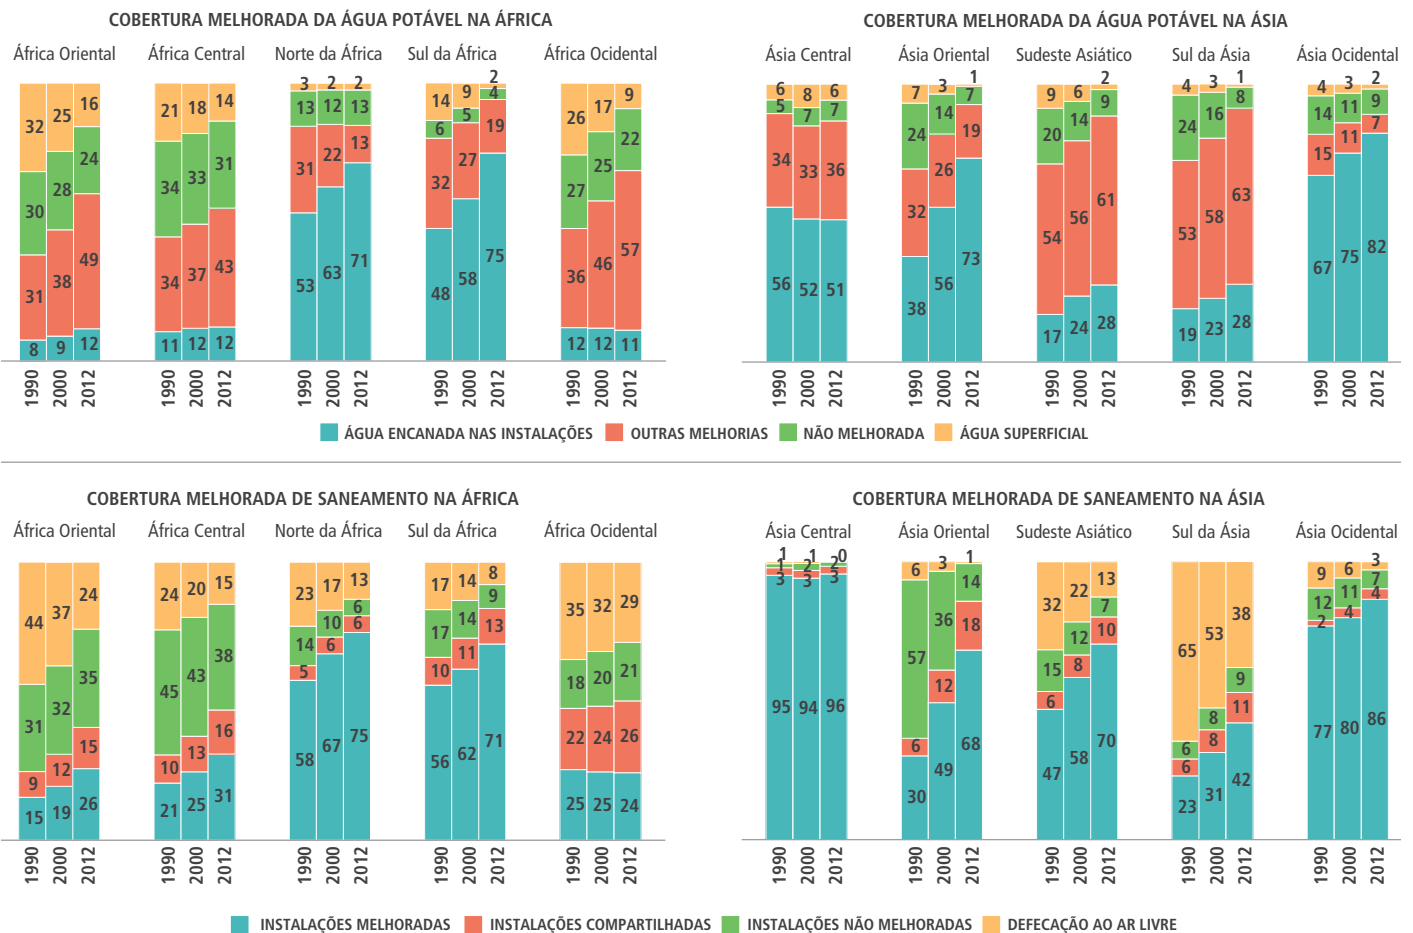 COBERTURA MELHORADA DA ÁGUA POTÁVEL NA ÁFRICA
África Oriental África Central Norte da África Sul da África África Ocidental
32 25 16 30 28 24 31 38 49 8 9 12
21 18 14 34 33 31 34 37 43 11 12 12
3 2 2 13 12 13 31 22 13 53 63 71
14 9 2 6 5 4 32 27 19 48 58 75
26 17 9 27 25 22 36 46 57 12 12 11
1990 2000 2012 1990 2000 2012 1990 2000 2012 1990 2000 2012 1990 2000 2012
COBERTURA MELHORADA DA ÁGUA POTÁVEL NA ÁSIA
Ásia Central Ásia Oriental Sudeste Asiático Sul da Ásia Ásia Ocidental
6 8 6 5 7 7 34 33 36 56 52 51
7 3 1 24 14 7 32 26 19 38 56 73
9 6 2 20 14 9 54 56 61 17 24 28
4 3 1 24 16 8 53 58 63 19 23 28
4 3 2 14 11 9 15 11 7 67 75 82
1990 2000 2012 1990 2000 2012 1990 2000 2012 1990 2000 2012 1990 2000 2012
ÁGUA ENCANADA NAS INSTALAÇÕES OUTRAS MELHORIAS NÃO MELHORADA ÁGUA SUPERFICIAL
COBERTURA MELHORADA DE SANEAMENTO NA ÁFRICA
África Oriental África Central Norte da África Sul da África África Ocidental
44 37 24 31 32 35 9 12 15 15 19 26
24 20 15 45 43 38 10 13 16 21 25 31
23 17 13 14 10 6 5 6 6 58 67 75
17 14 8 17 14 9 10 11 13 56 62 71
35 32 29 18 20 21 22 24 26 25 25 24
1990 2000 2012 1990 2000 2012 1990 2000 2012 1990 2000 2012 1990 2000 2012
COBERTURA MELHORADA DE SANEAMENTO NA ÁSIA
Ásia Central Ásia Oriental Sudeste Asiático Sul da Ásia Ásia Ocidental
1 1 0 1 2 2 3 3 3 95 94 96
6 3 1 57 36 14 6 12 18 30 49 68
32 22 13 15 12 7 6 8 10 47 58 70
65 53 38 6 8 9 6 8 11 23 31 42
9 6 3 12 11 7 2 4 4 77 80 86
1990 2000 2012 1990 2000 2012 1990 2000 2012 1990 2000 2012 1990 2000 2012
INSTALAÇÕES MELHORADAS INSTALAÇÕES COMPARTILHADAS INSTALAÇÕES NÃO MELHORADAS DEFECAÇÃO AO AR LIVRE